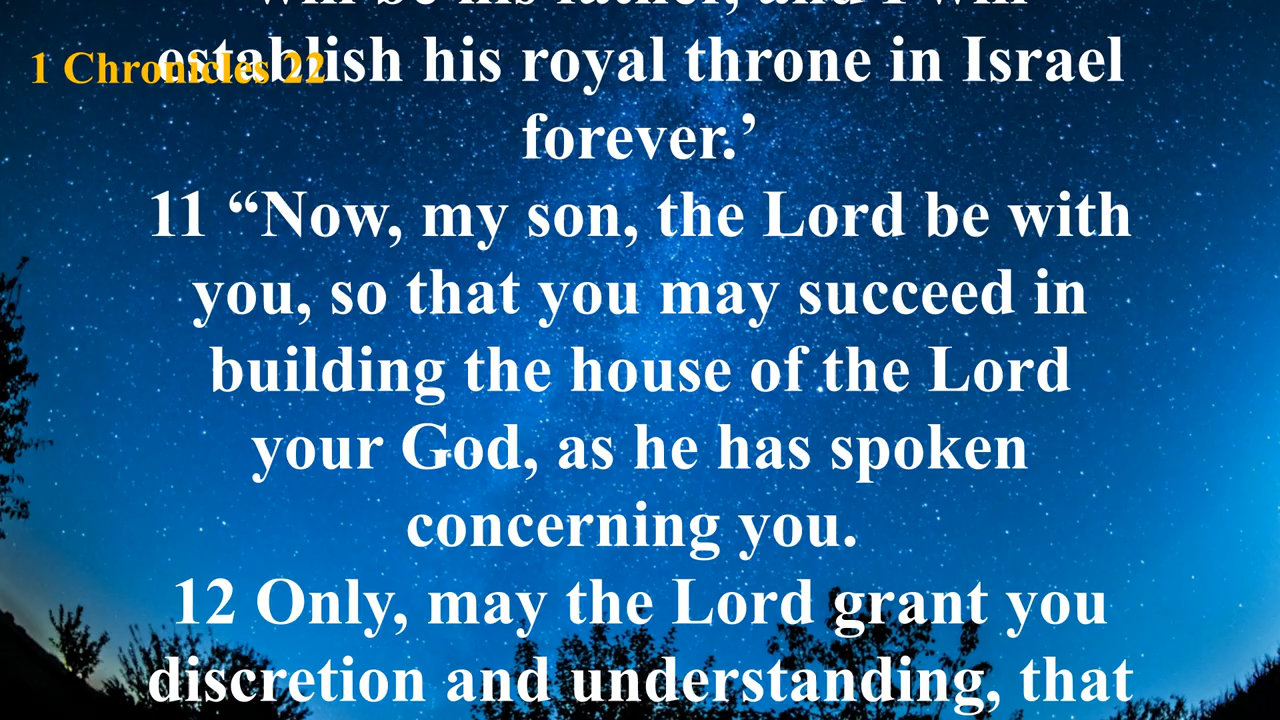 will be his father, and I will
1 Chronicles 22
establish his royal throne in Israel
forever.’
11 “Now, my son, the Lord be with
you, so that you may succeed in
building the house of the Lord
your God, as he has spoken
concerning you.
12 Only, may the Lord grant you
discretion and understanding, that